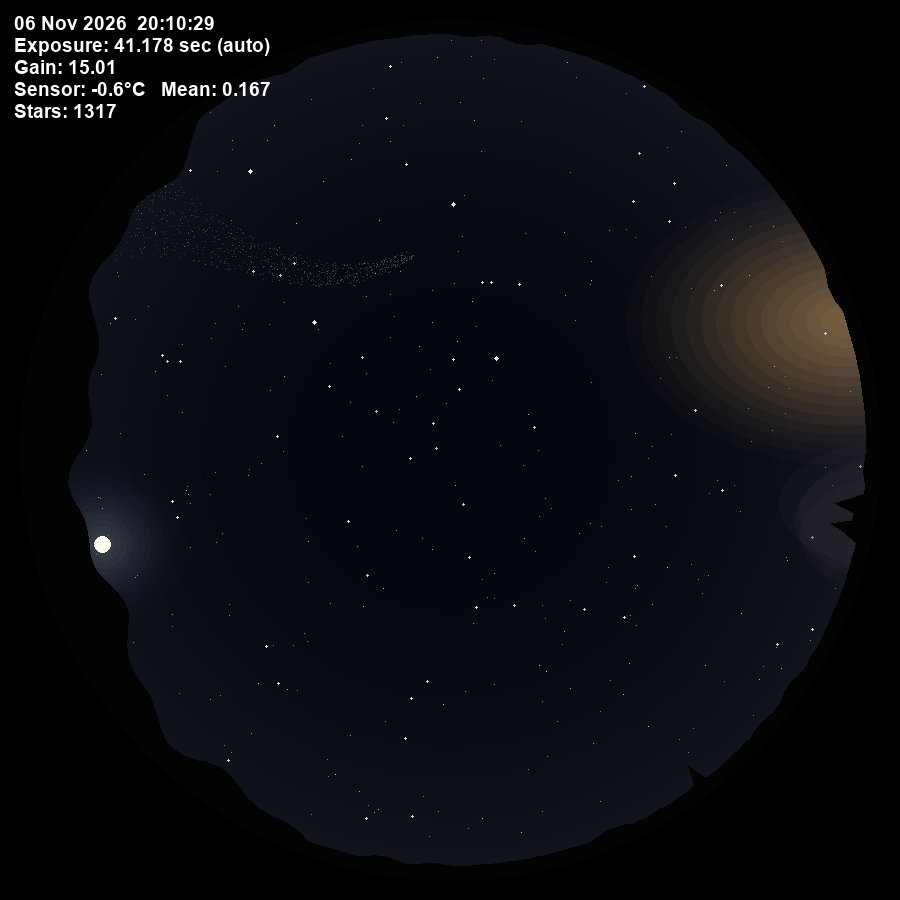 06 Nov 2026  20:10:29
Exposure: 41.178 sec (auto)
Gain: 15.01
Sensor: -0.6°C   Mean: 0.167
Stars: 1317